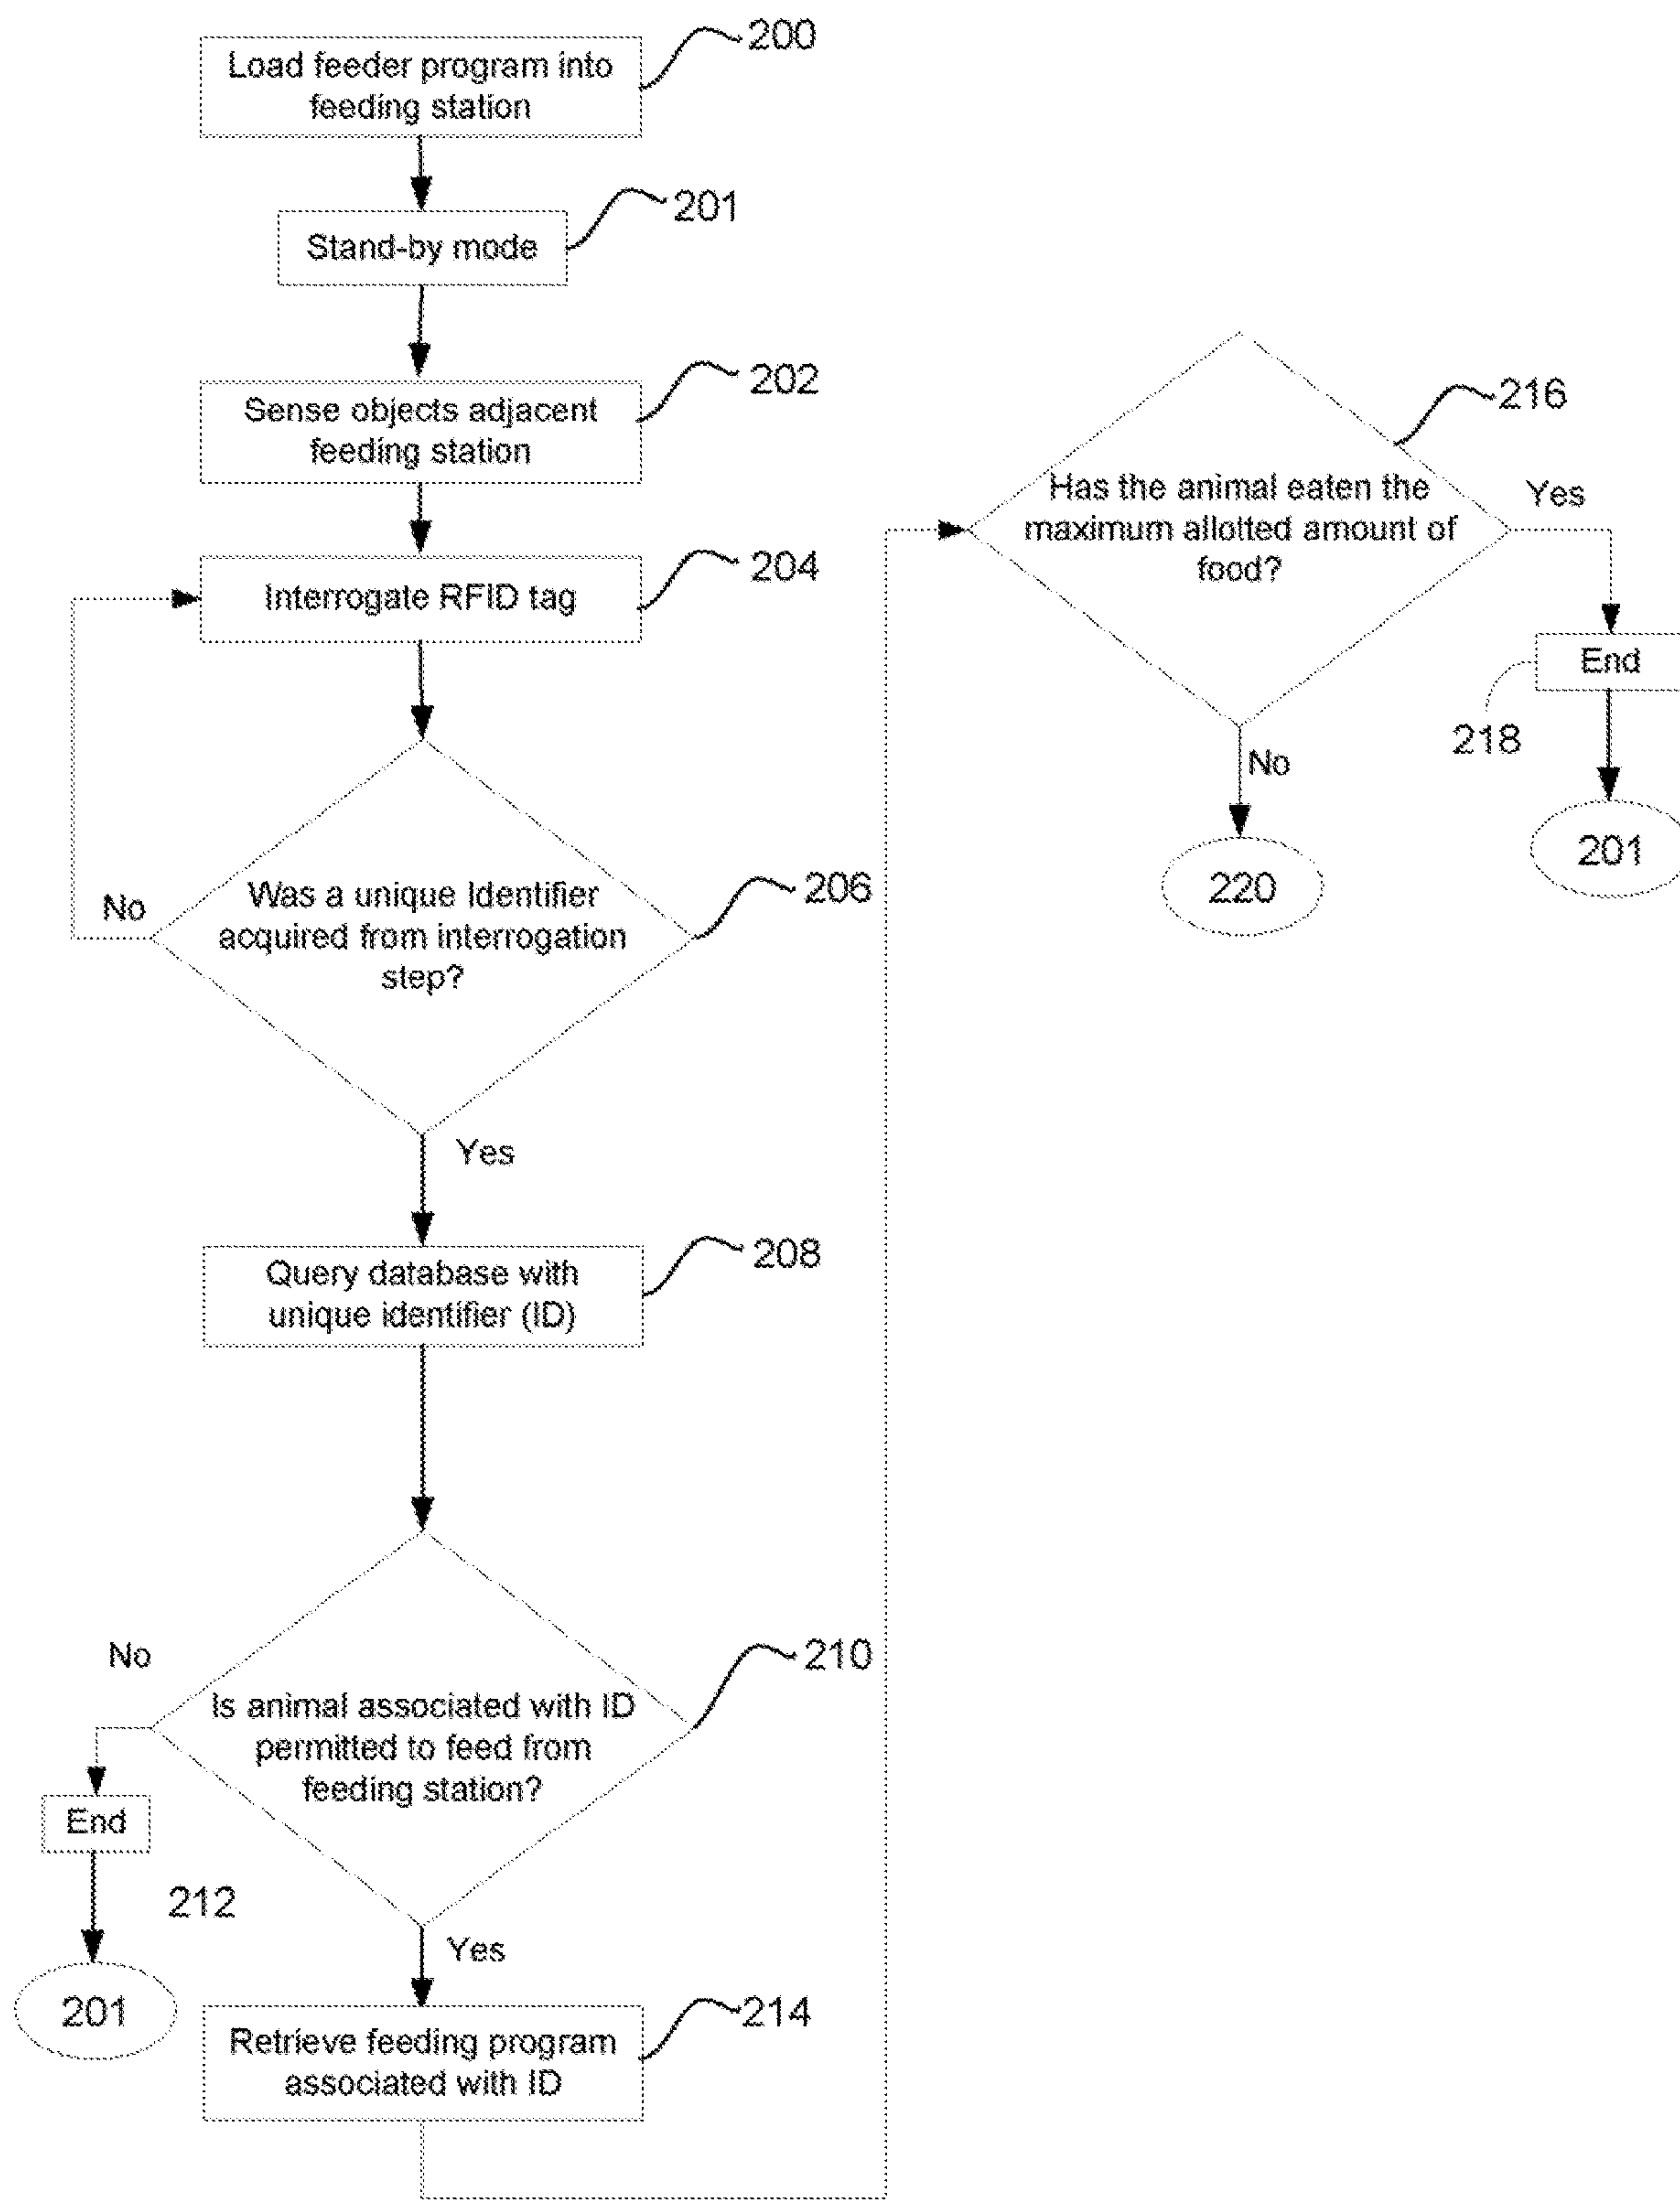 200
Load feeder program into
feeding station
201
Stand-by mode
202
Sense objects adjacent
feeding station
204
Interrogate RFID tag
206
Was a unique Identifier
acquired from interrogation
step?
No
Yes
208
Query database with
unique identifier (ID)
210
No
Is animal associated with ID
permitted to feed from
feeding station?
End
212
201
Yes
214
Retrieve feeding program
associated with ID
216
Has the animal eaten the
maximum allotted amount of
food?
Yes
End
218
201
No
220